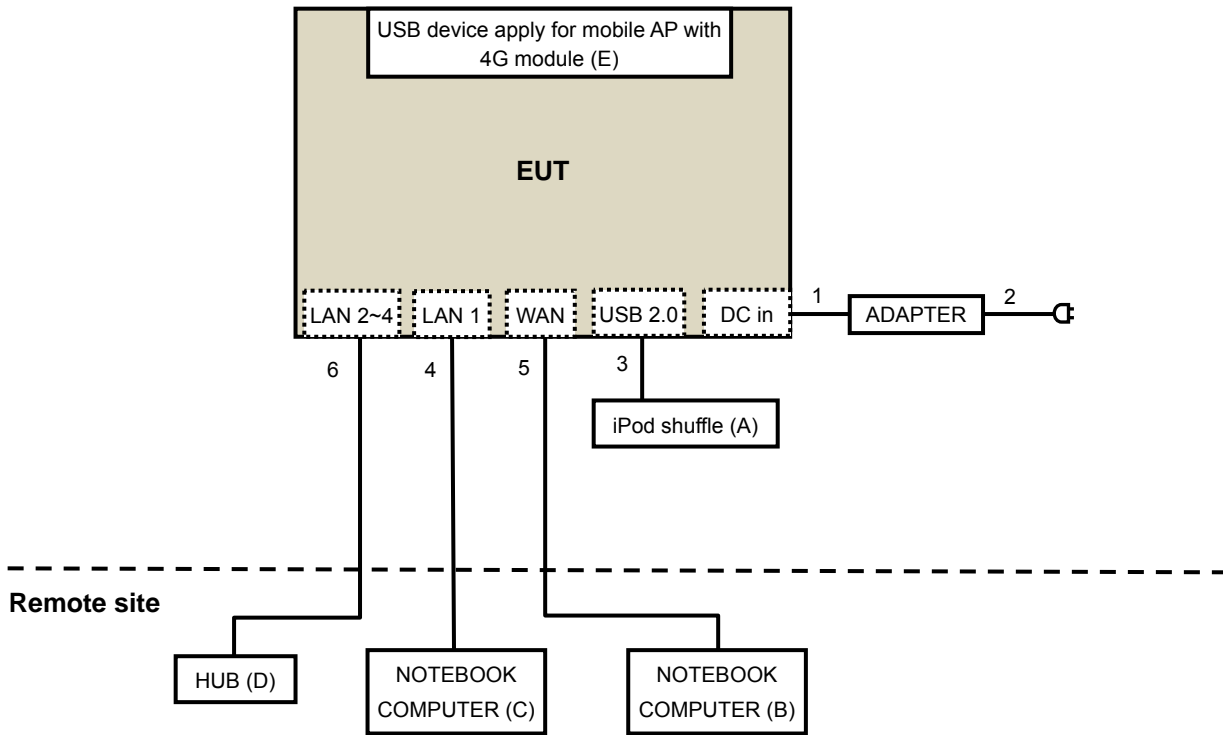 USB device apply for mobile AP with
4G module (E)
EUT
LAN 2~4
LAN 1
WAN
USB 2.0
DC in
1
ADAPTER
2
6
4
5
3
iPod shuffle (A)
Remote site
HUB (D)
NOTEBOOK
COMPUTER (C)
NOTEBOOK
COMPUTER (B)